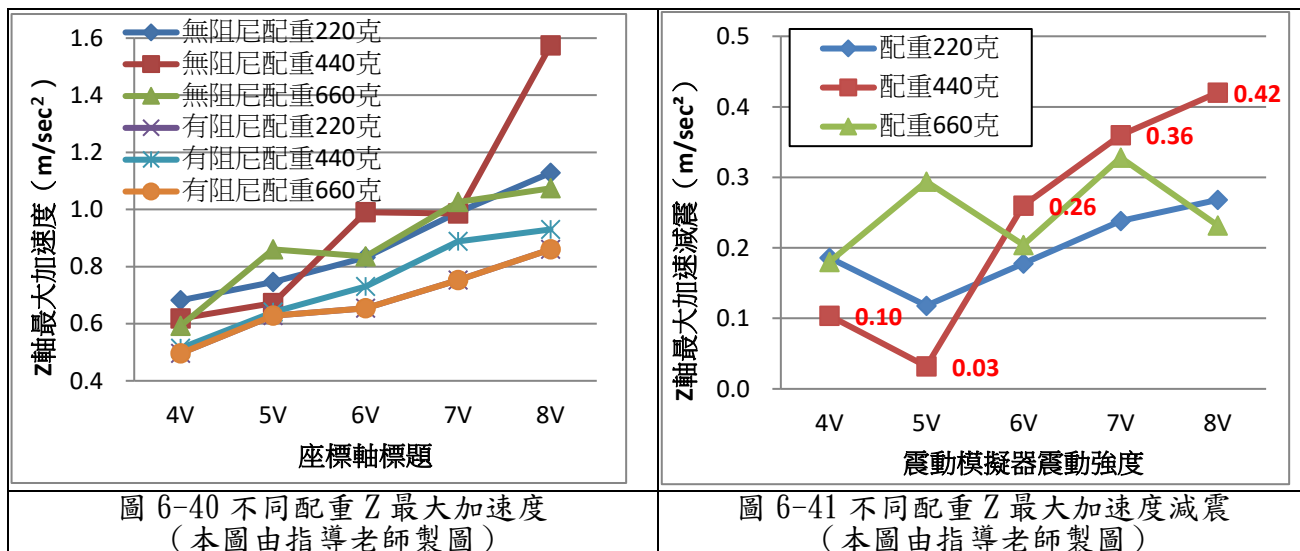 Z軸最大加速度（m/sec²）
1.6
1.4
1.2
1.0
0.8
0.6
0.4
無阻尼配重220克
無阻尼配重440克
無阻尼配重660克
有阻尼配重220克
有阻尼配重440克
有阻尼配重660克
4V 5V 6V 7V 8V
座標軸標題
圖 6-40 不同配重 Z 最大加速度
（本圖由指導老師製圖）
Z軸最大加速減震（m/sec²）
0.5
0.4
0.3
0.2
0.1
0.0
配重220克
配重440克
配重660克
0.10
0.03
0.26
0.36
0.42
4V 5V 6V 7V 8V
震動模擬器震動強度
圖 6-41 不同配重 Z 最大加速度減震
（本圖由指導老師製圖）